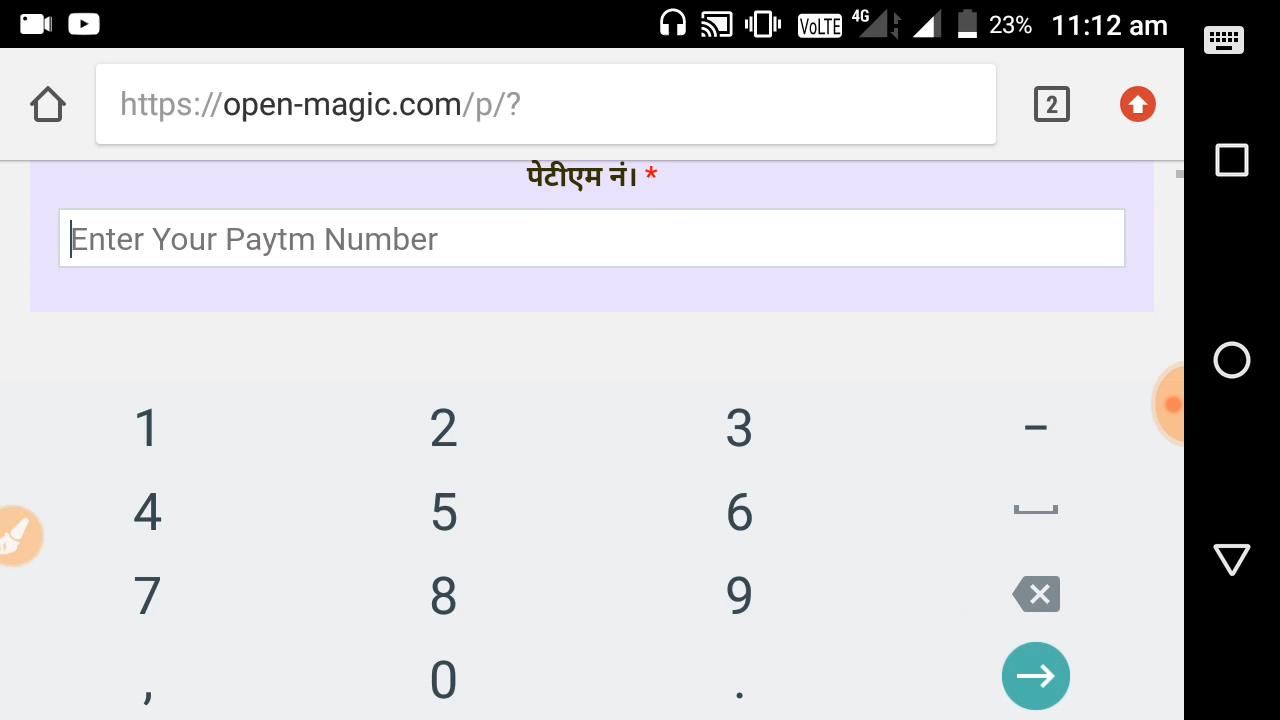 VoLTE 4G 23% 11:12 am
https://open-magic.com/p/? 2
पेटीएम नं। *
Enter Your Paytm Number
1 2 3 –
4 5 6
7 8 9
, 0 .